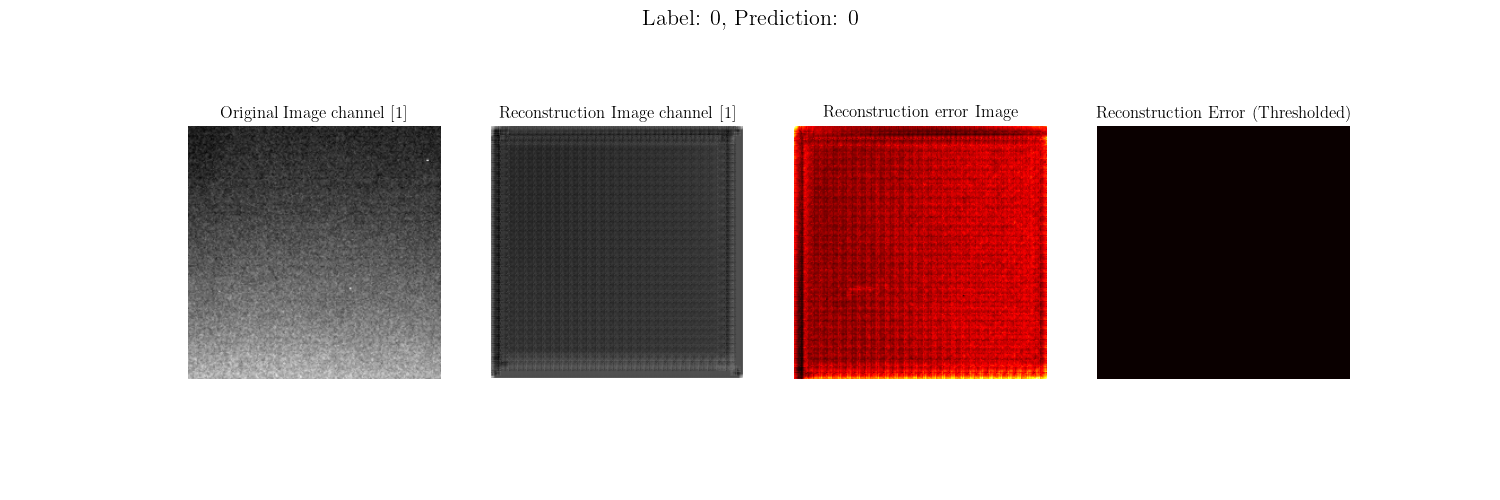 Label: 0, Prediction: 0
Original Image channel [1]
Reconstruction Image channel [1]
Reconstruction error Image
Reconstruction Error (Thresholded)